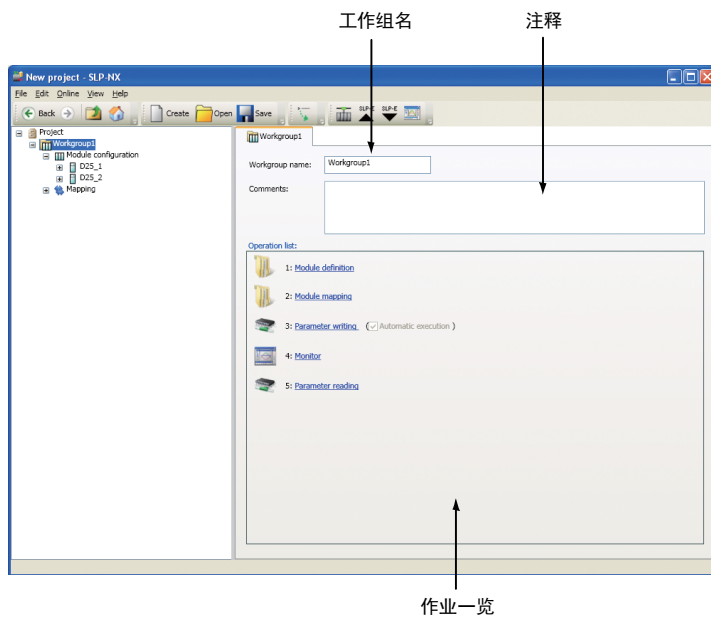 工作组名 注释
New project - SLP-NX
File Edit Online View Help
Back Create Open Save SLP-E SLP-E
Project
Workgroup1
Module configuration
D25_1
D25_2
Mapping
Workgroup1
Workgroup name: Workgroup1
Comments:
Operation list:
1: Module definition
2: Module mapping
3: Parameter writing ( Automatic execution )
4: Monitor
5: Parameter reading
作业一览